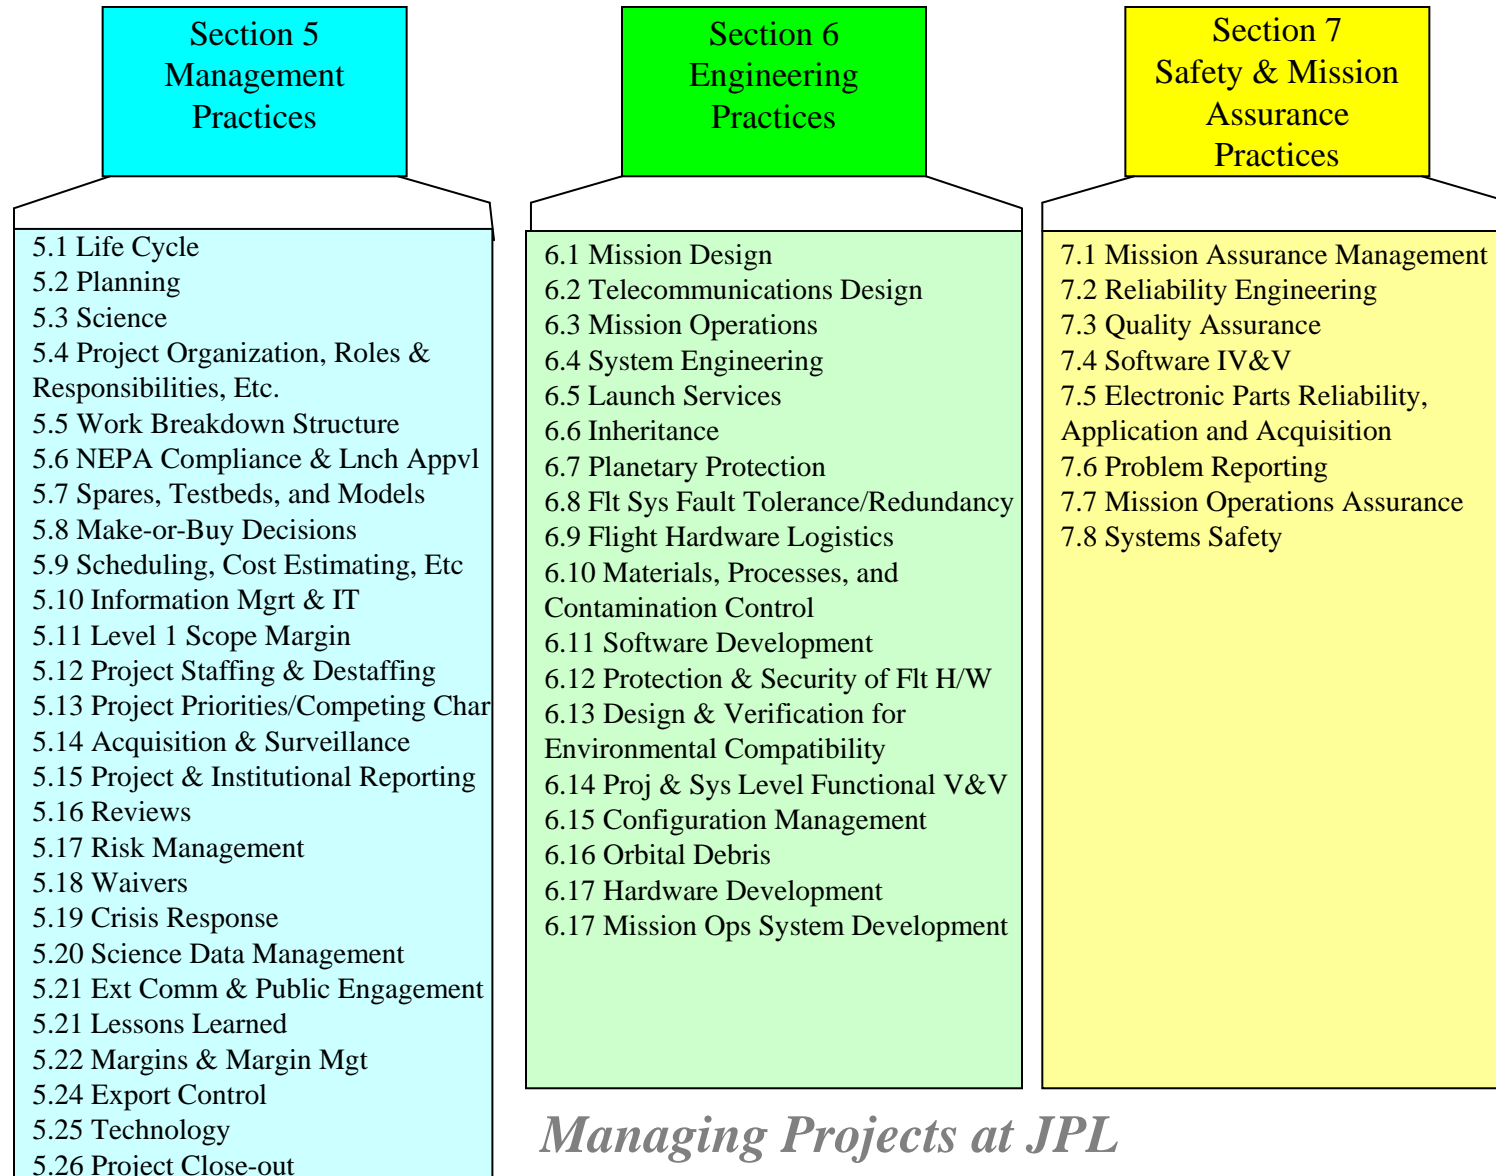 Section 5
Management
Practices
5.1 Life Cycle
5.2 Planning
5.3 Science
5.4 Project Organization, Roles &
Responsibilities, Etc.
5.5 Work Breakdown Structure
5.6 NEPA Compliance & Lnch Appvl
5.7 Spares, Testbeds, and Models
5.8 Make-or-Buy Decisions
5.9 Scheduling, Cost Estimating, Etc
5.10 Information Mgrt & IT
5.11 Level 1 Scope Margin
5.12 Project Staffing & Destaffing
5.13 Project Priorities/Competing Char
5.14 Acquisition & Surveillance
5.15 Project & Institutional Reporting
5.16 Reviews
5.17 Risk Management
5.18 Waivers
5.19 Crisis Response
5.20 Science Data Management
5.21 Ext Comm & Public Engagement
5.21 Lessons Learned
5.22 Margins & Margin Mgt
5.24 Export Control
5.25 Technology
5.26 Project Close-out
Section 6
Engineering
Practices
6.1 Mission Design
6.2 Telecommunications Design
6.3 Mission Operations
6.4 System Engineering
6.5 Launch Services
6.6 Inheritance
6.7 Planetary Protection
6.8 Flt Sys Fault Tolerance/Redundancy
6.9 Flight Hardware Logistics
6.10 Materials, Processes, and
Contamination Control
6.11 Software Development
6.12 Protection & Security of Flt H/W
6.13 Design & Verification for
Environmental Compatibility
6.14 Proj & Sys Level Functional V&V
6.15 Configuration Management
6.16 Orbital Debris
6.17 Hardware Development
6.17 Mission Ops System Development
Section 7
Safety & Mission
Assurance
Practices
7.1 Mission Assurance Management
7.2 Reliability Engineering
7.3 Quality Assurance
7.4 Software IV&V
7.5 Electronic Parts Reliability,
Application and Acquisition
7.6 Problem Reporting
7.7 Mission Operations Assurance
7.8 Systems Safety
Managing Projects at JPL